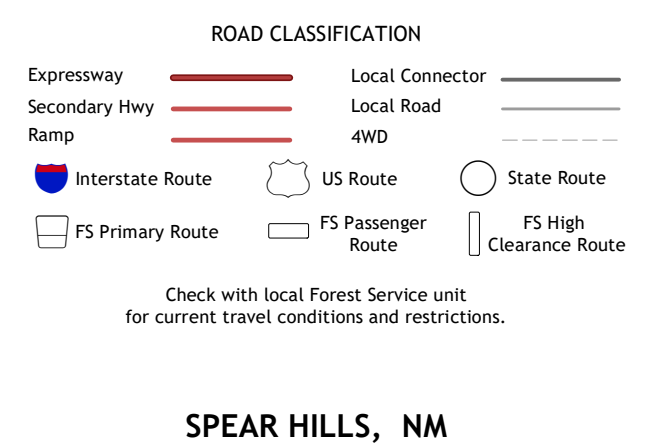 ROAD CLASSIFICATION
Expressway
Local Connector
Secondary Hwy
Local Road
Ramp
4WD
Interstate Route
US Route
State Route
FS Primary Route
FS Passenger
Route
FS High
Clearance Route
Check with local Forest Service unit
for current travel conditions and restrictions.
SPEAR HILLS, NM